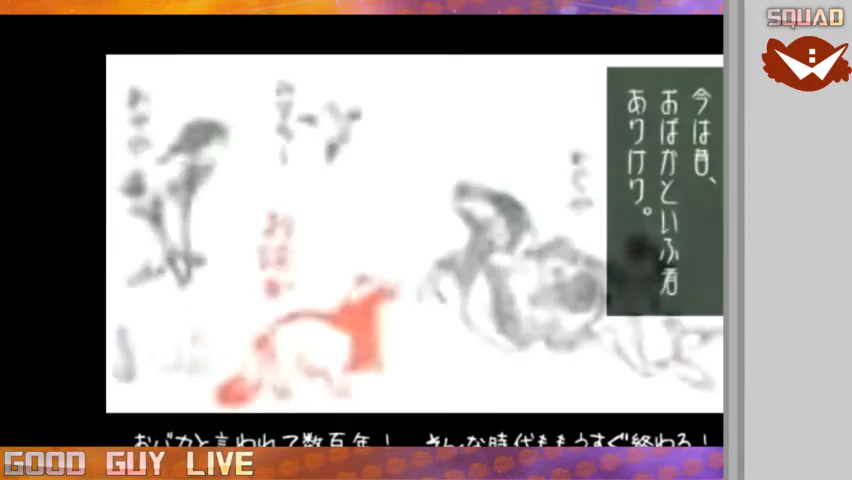 SQUAD
今は昔、
おばかといふ者
ありけり。
おばか
おバカと言われて数百年！ そんな時代ももうすぐ終わる！
GOOD GUY LIVE